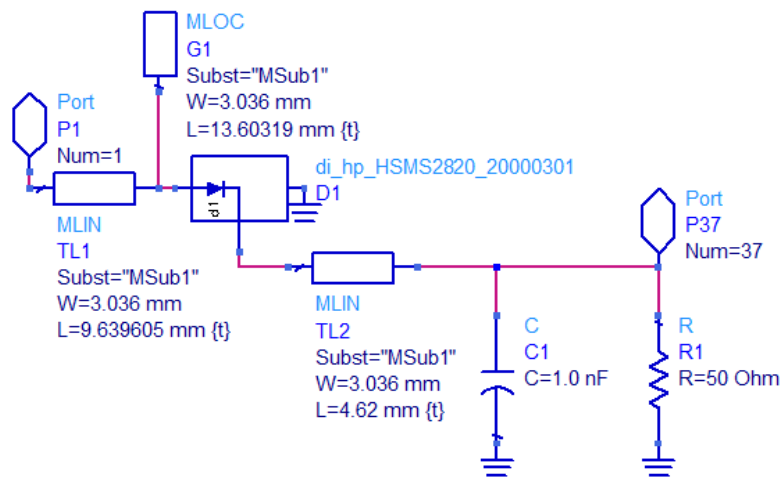 MLOC
G1
Subst="MSub1"
W=3.036 mm
L=13.60319 mm {t}
Port
P1
Num=1
di_hp_HSMS2820_20000301
D1
d1
MLIN
TL1
Subst="MSub1"
W=3.036 mm
L=9.639605 mm {t}
MLIN
TL2
Subst="MSub1"
W=3.036 mm
L=4.62 mm {t}
Port
P37
Num=37
C
C1
C=1.0 nF
R
R1
R=50 Ohm